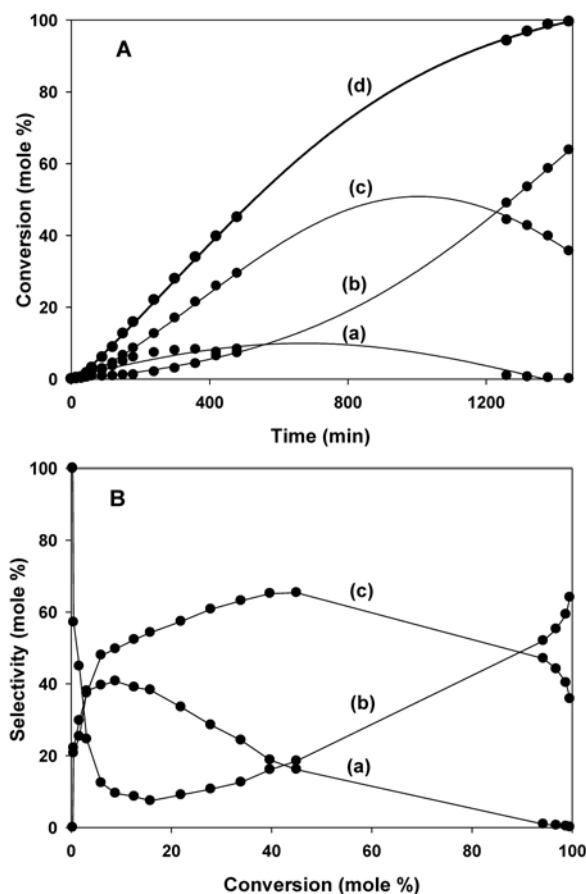 100
A
80
(d)
60
(c)
40
(b)
20
(a)
0
0 400 800 1200
Time (min)
Conversion (mole %)
100
B
80
(c)
60
(b)
40
20
(a)
0
0 20 40 60 80 100
Conversion (mole %)
Selectivity (mole %)